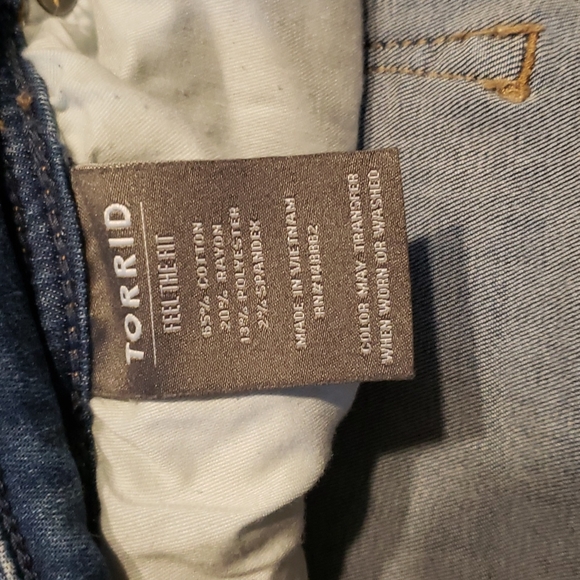 TORRID
FEEL THE FIT
65% COTTON
20% RAYON
13% POLYESTER
2% SPANDEX
MADE IN VIETNAM
RN#148862
COLOR MAY TRANSFER
WHEN WORN OR WASHED